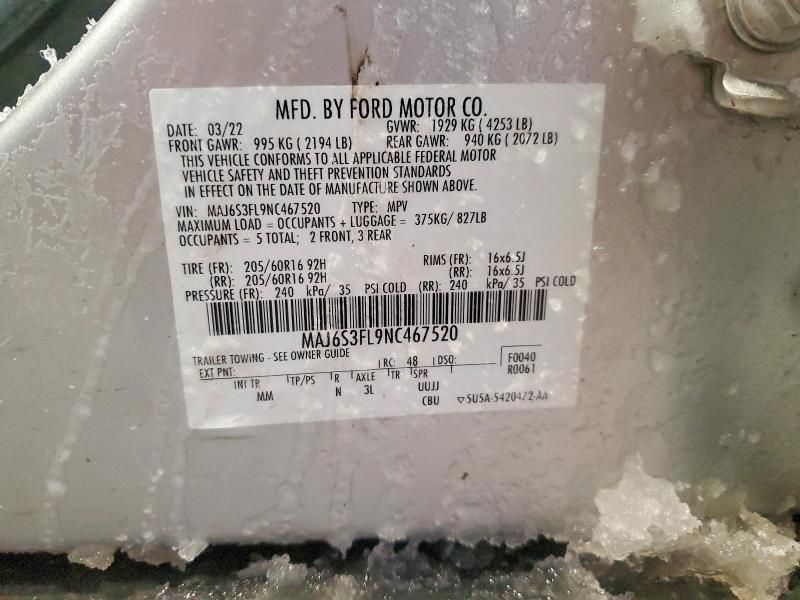 MFD. BY FORD MOTOR CO.
DATE: 03/22 GVWR: 1929 KG ( 4253 LB)
FRONT GAWR: 995 KG ( 2194 LB) REAR GAWR: 940 KG ( 2072 LB)
THIS VEHICLE CONFORMS TO ALL APPLICABLE FEDERAL MOTOR
VEHICLE SAFETY AND THEFT PREVENTION STANDARDS
IN EFFECT ON THE DATE OF MANUFACTURE SHOWN ABOVE.
VIN: MAJ6S3FL9NC467520 TYPE: MPV
MAXIMUM LOAD = OCCUPANTS + LUGGAGE = 375KG/ 827LB
OCCUPANTS = 5 TOTAL; 2 FRONT, 3 REAR
TIRE (FR): 205/60R16 92H RIMS (FR): 16x6.5J
(RR): 205/60R16 92H (RR): 16x6.5J
PRESSURE (FR): 240 kPa/ 35 PSI COLD (RR): 240 kPa/ 35 PSI COLD
MAJ6S3FL9NC467520
TRAILER TOWING - SEE OWNER GUIDE
EXT PNT: RC: 48 DSO: F0040
R0061
INT TR TP/PS R AXLE TR SPR
MM N 3L UUJJ
CBU